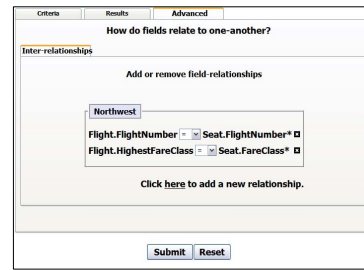 Criteria Results Advanced
How do fields relate to one-another?
Inter-relationships
Add or remove field-relationships
Northwest
Flight.FlightNumber = Seat.FlightNumber*
Flight.HighestFareClass = Seat.FareClass*
Click here to add a new relationship.
Submit Reset